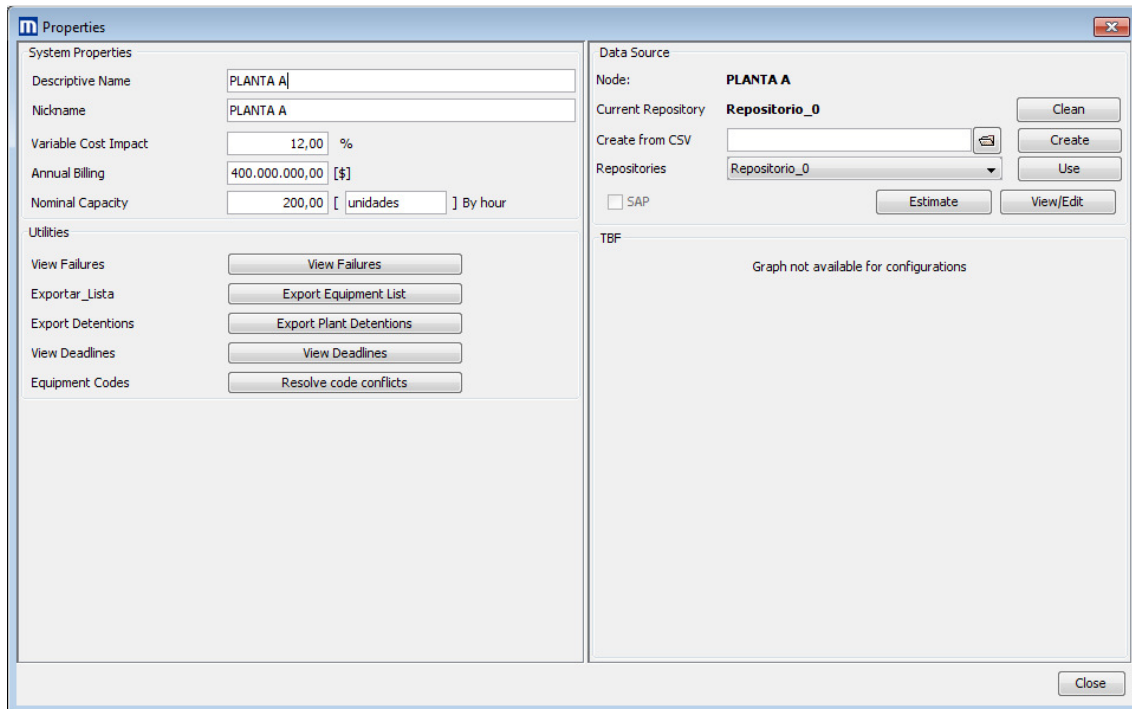 m Properties
System Properties
Descriptive Name PLANTA A
Nickname PLANTA A
Variable Cost Impact 12,00 %
Annual Billing 400.000.000,00 [$]
Nominal Capacity 200,00 [ unidades ] By hour
Utilities
View Failures View Failures
Exportar_Lista Export Equipment List
Export Detentions Export Plant Detentions
View Deadlines View Deadlines
Equipment Codes Resolve code conflicts
Data Source
Node: PLANTA A
Current Repository Repositorio_0 Clean
Create from CSV Create
Repositories Repositorio_0 Use
SAP Estimate View/Edit
TBF
Graph not available for configurations
Close